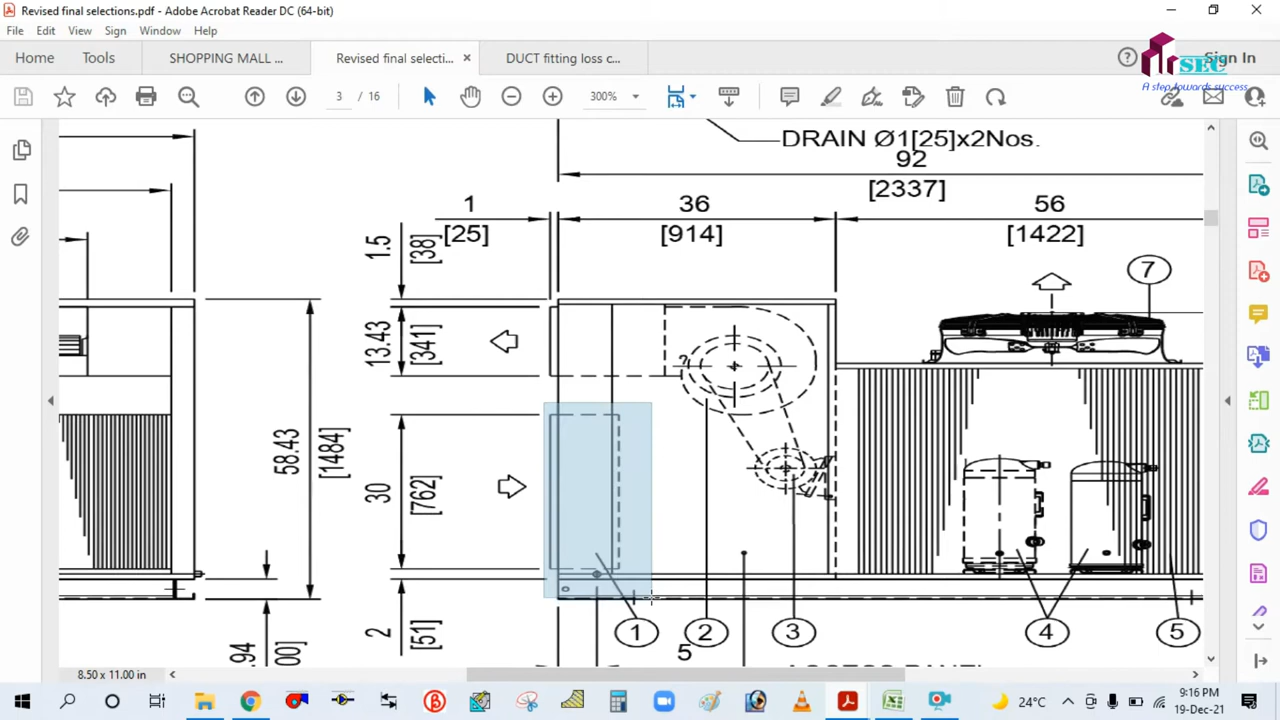 Revised final selections.pdf - Adobe Acrobat Reader DC (64-bit)
File Edit View Sign Window Help
Home Tools SHOPPING MALL ... Revised final selecti... × DUCT fitting loss c... Sign In
SEC
A step towards success
3 / 16 300%
DRAIN Ø1[25]x2Nos.
92
[2337]
1 36 56
[25] [914] [1422]
1.5
[38]
7
13.43
[341]
58.43
[1484]
30
[762]
2
[51]
.94
00]
1 2 3 4 5
5
8.50 x 11.00 in
24°C
9:16 PM
19-Dec-21